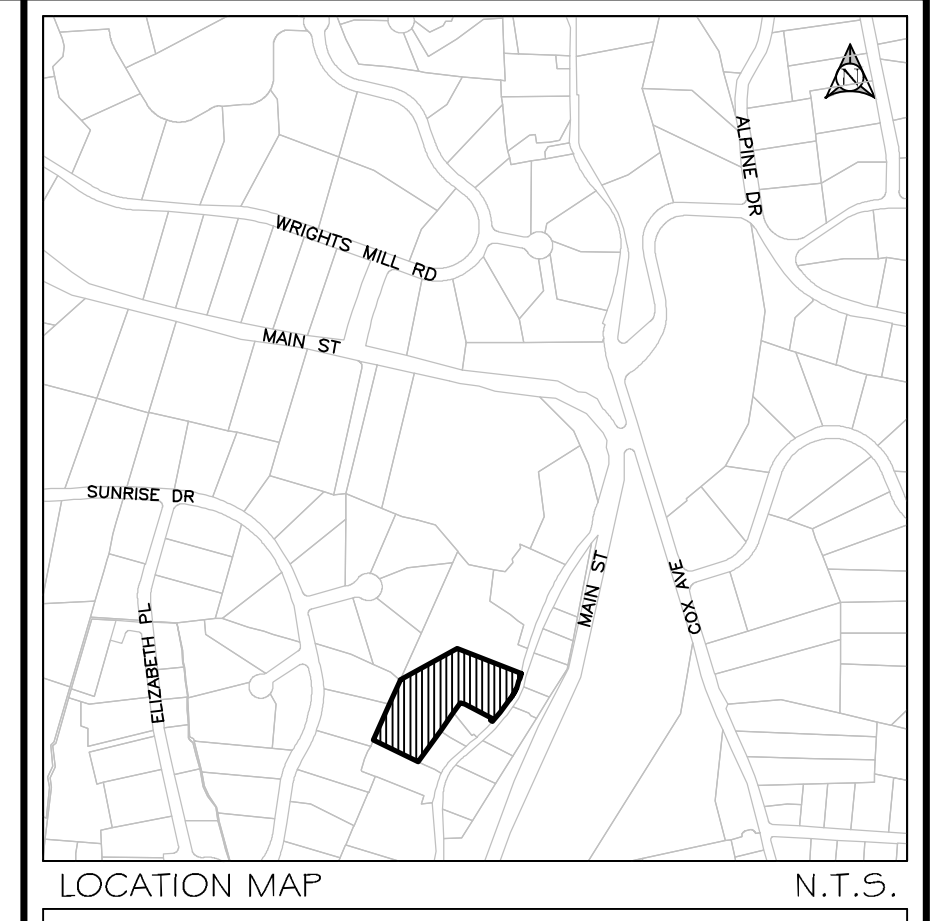 N
ALPINE DR
WRIGHTS MILL RD
MAIN ST
SUNRISE DR
MAIN ST
COX AVE
ELIZABETH PL
LOCATION MAP
N.T.S.